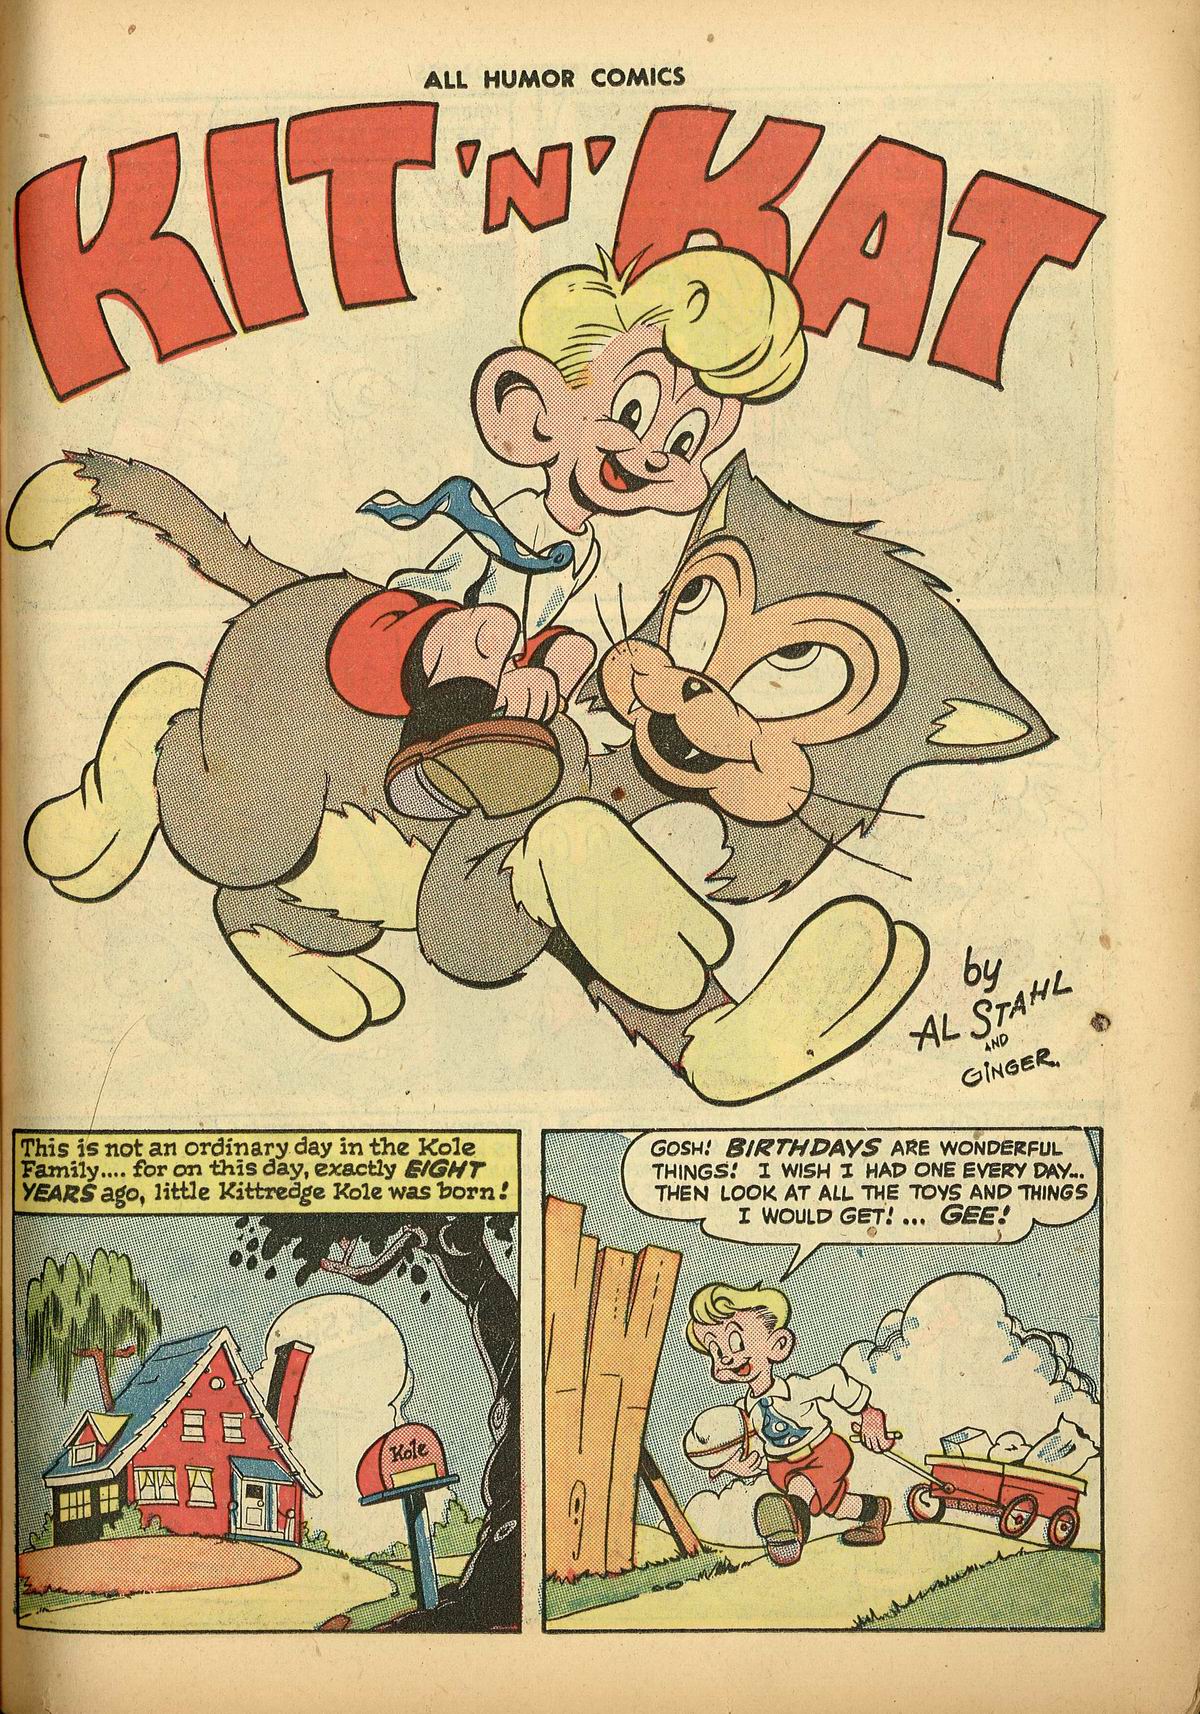 ALL HUMOR COMICS
KIT 'N' KAT
by
AL STAHL
AND
GINGER
This is not an ordinary day in the Kole
Family.... for on this day, exactly EIGHT
YEARS ago, little Kittredge Kole was born!
Kole
GOSH! BIRTHDAYS ARE WONDERFUL
THINGS! I WISH I HAD ONE EVERY DAY...
THEN LOOK AT ALL THE TOYS AND THINGS
I WOULD GET! ... GEE!